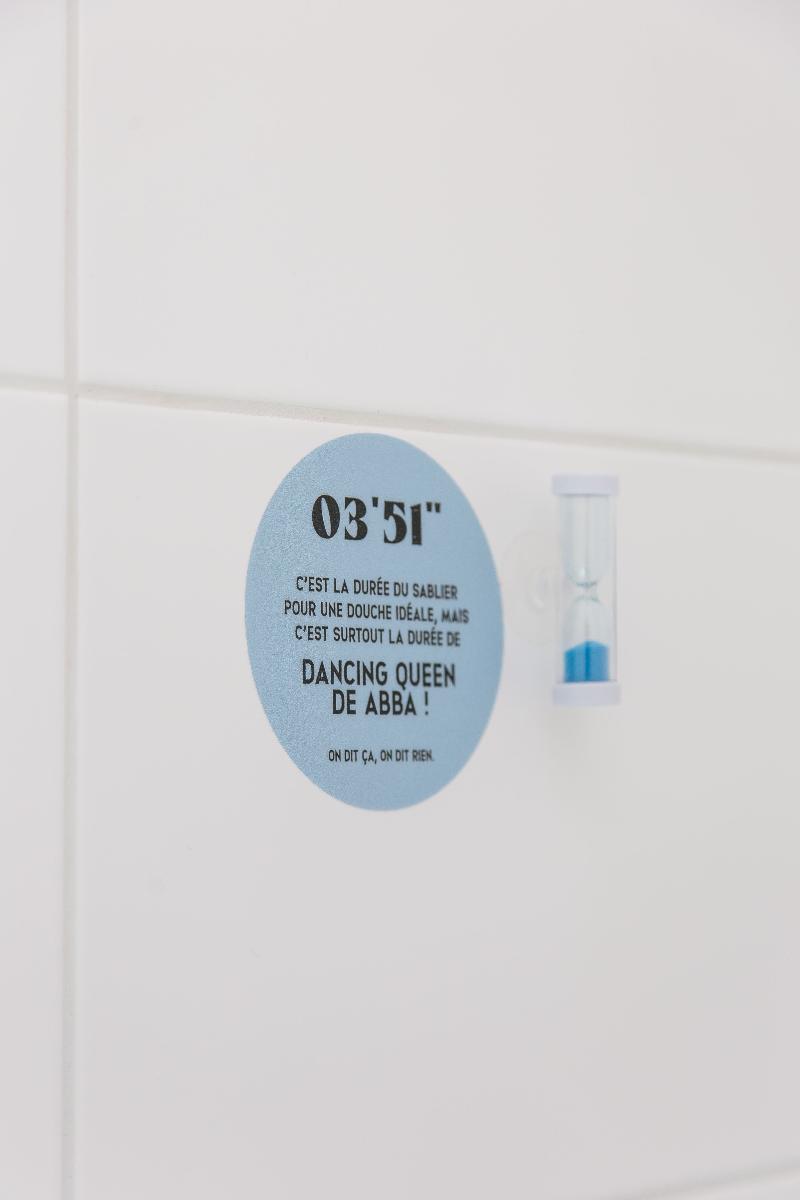 03'51"
C'EST LA DURÉE DU SABLIER
POUR UNE DOUCHE IDÉALE, MAIS
C'EST SURTOUT LA DURÉE DE
DANCING QUEEN
DE ABBA !
ON DIT ÇA, ON DIT RIEN.